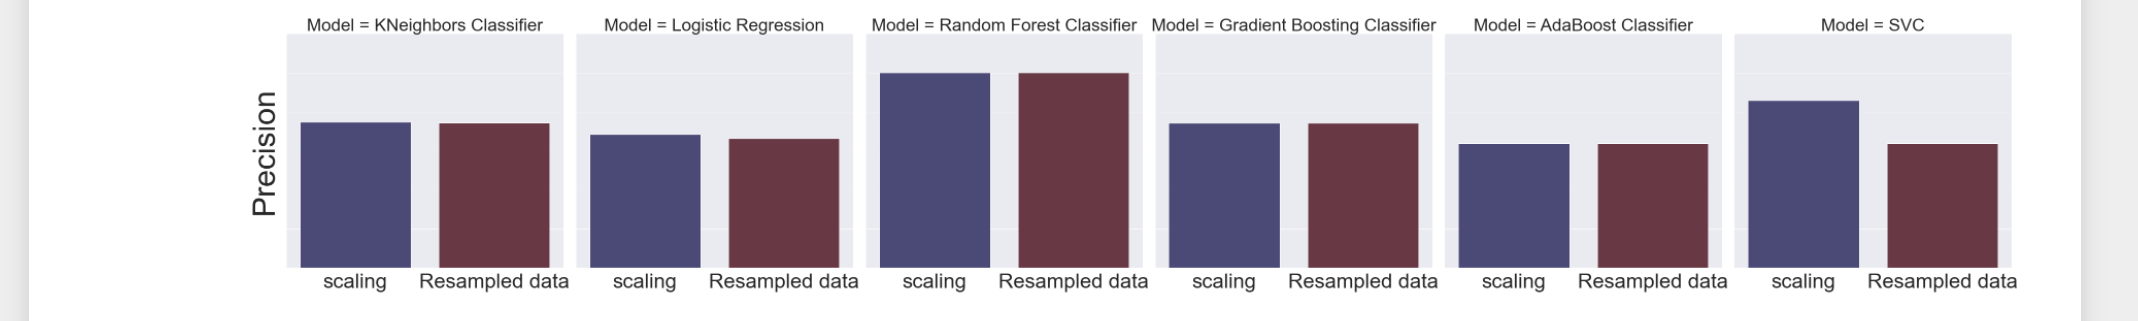 Model = KNeighbors Classifier
Model = Logistic Regression
Model = Random Forest Classifier
Model = Gradient Boosting Classifier
Model = AdaBoost Classifier
Model = SVC
Precision
scaling
Resampled data
scaling
Resampled data
scaling
Resampled data
scaling
Resampled data
scaling
Resampled data
scaling
Resampled data